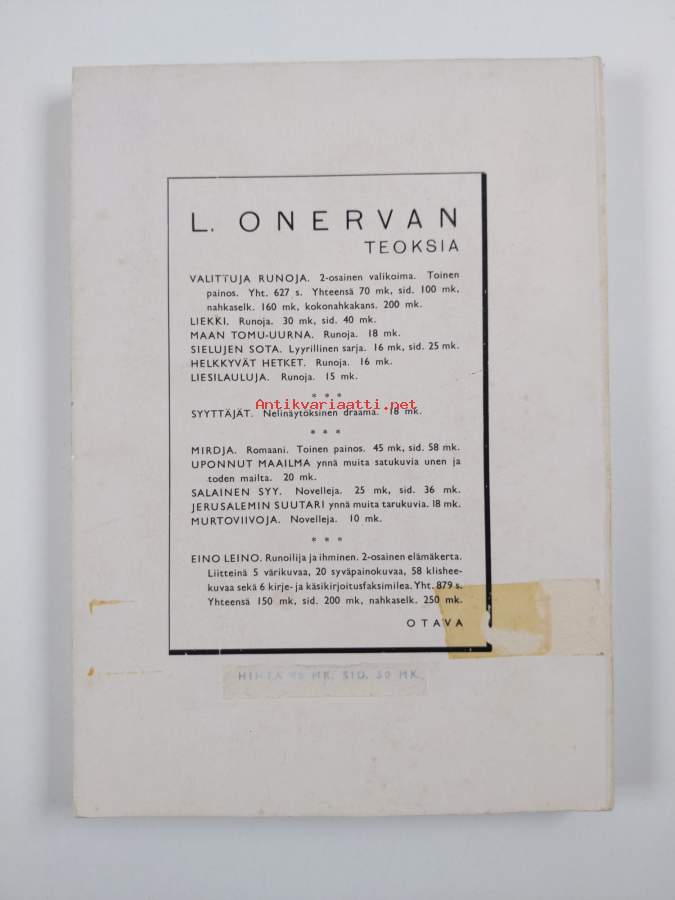 L. ONERVAN
TEOKSIA
VALITTUJA RUNOJA. 2-osainen valikoima. Toinen
painos. Yht. 627 s. Yhteensä 70 mk, sid. 100 mk,
nahkaselk. 160 mk, kokonahkakans. 200 mk.
LIEKKI. Runoja. 30 mk, sid. 40 mk.
MAAN TOMU-UURNA. Runoja. 18 mk.
SIELUJEN SOTA. Lyyrillinen sarja. 16 mk, sid. 25 mk.
HELKKYVÄT HETKET. Runoja. 16 mk.
LIESILAULUJA. Runoja. 15 mk.
* * *
Antikvariaatti.net
SYYTTÄJÄT. Nelinäytöksinen draama. 18 mk.
* * *
MIRDJA. Romaani. Toinen painos. 45 mk, sid. 58 mk.
UPONNUT MAAILMA ynnä muita satukuvia unen ja
toden mailta. 20 mk.
SALAINEN SYY. Novelleja. 25 mk, sid. 36 mk.
JERUSALEMIN SUUTARI ynnä muita tarukuvia. 18 mk.
MURTOVIIVOJA. Novelleja. 10 mk.
* * *
EINO LEINO. Runoilija ja ihminen. 2-osainen elämäkerta.
Liitteinä 5 värikuvaa, 20 syväpainokuvaa, 58 klishee-
kuvaa sekä 6 kirje- ja käsikirjoitusfaksimilea. Yht. 879 s.
Yhteensä 150 mk, sid. 200 mk, nahkaselk. 250 mk.
OTAVA
HINTA MK. SID. 50 MK.